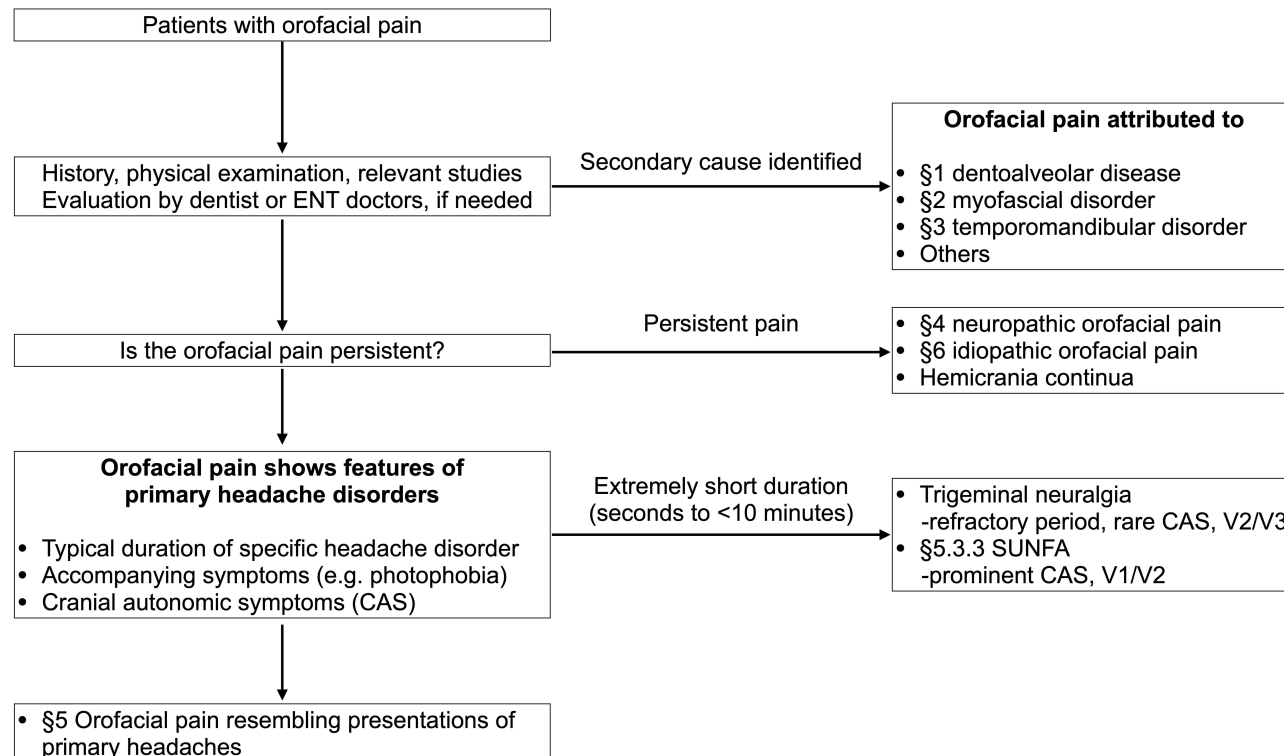 Patients with orofacial pain
History, physical examination, relevant studies
Evaluation by dentist or ENT doctors, if needed
Secondary cause identified
Orofacial pain attributed to
• §1 dentoalveolar disease
• §2 myofascial disorder
• §3 temporomandibular disorder
• Others
Is the orofacial pain persistent?
Persistent pain
• §4 neuropathic orofacial pain
• §6 idiopathic orofacial pain
• Hemicrania continua
Orofacial pain shows features of
primary headache disorders
• Typical duration of specific headache disorder
• Accompanying symptoms (e.g. photophobia)
• Cranial autonomic symptoms (CAS)
Extremely short duration
(seconds to <10 minutes)
• Trigeminal neuralgia
-refractory period, rare CAS, V2/V3
• §5.3.3 SUNFA
-prominent CAS, V1/V2
• §5 Orofacial pain resembling presentations of
primary headaches